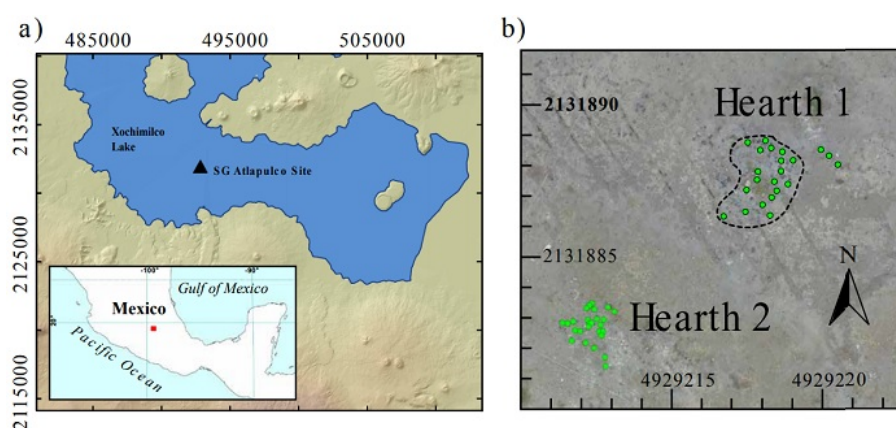 a)
485000
495000
505000
2135000
2125000
2115000
Xochimilco
Lake
SG Atlapulco Site
-100°
-90°
Gulf of Mexico
Mexico
20°
Pacific Ocean
b)
2131890
Hearth 1
2131885
N
Hearth 2
4929215
4929220